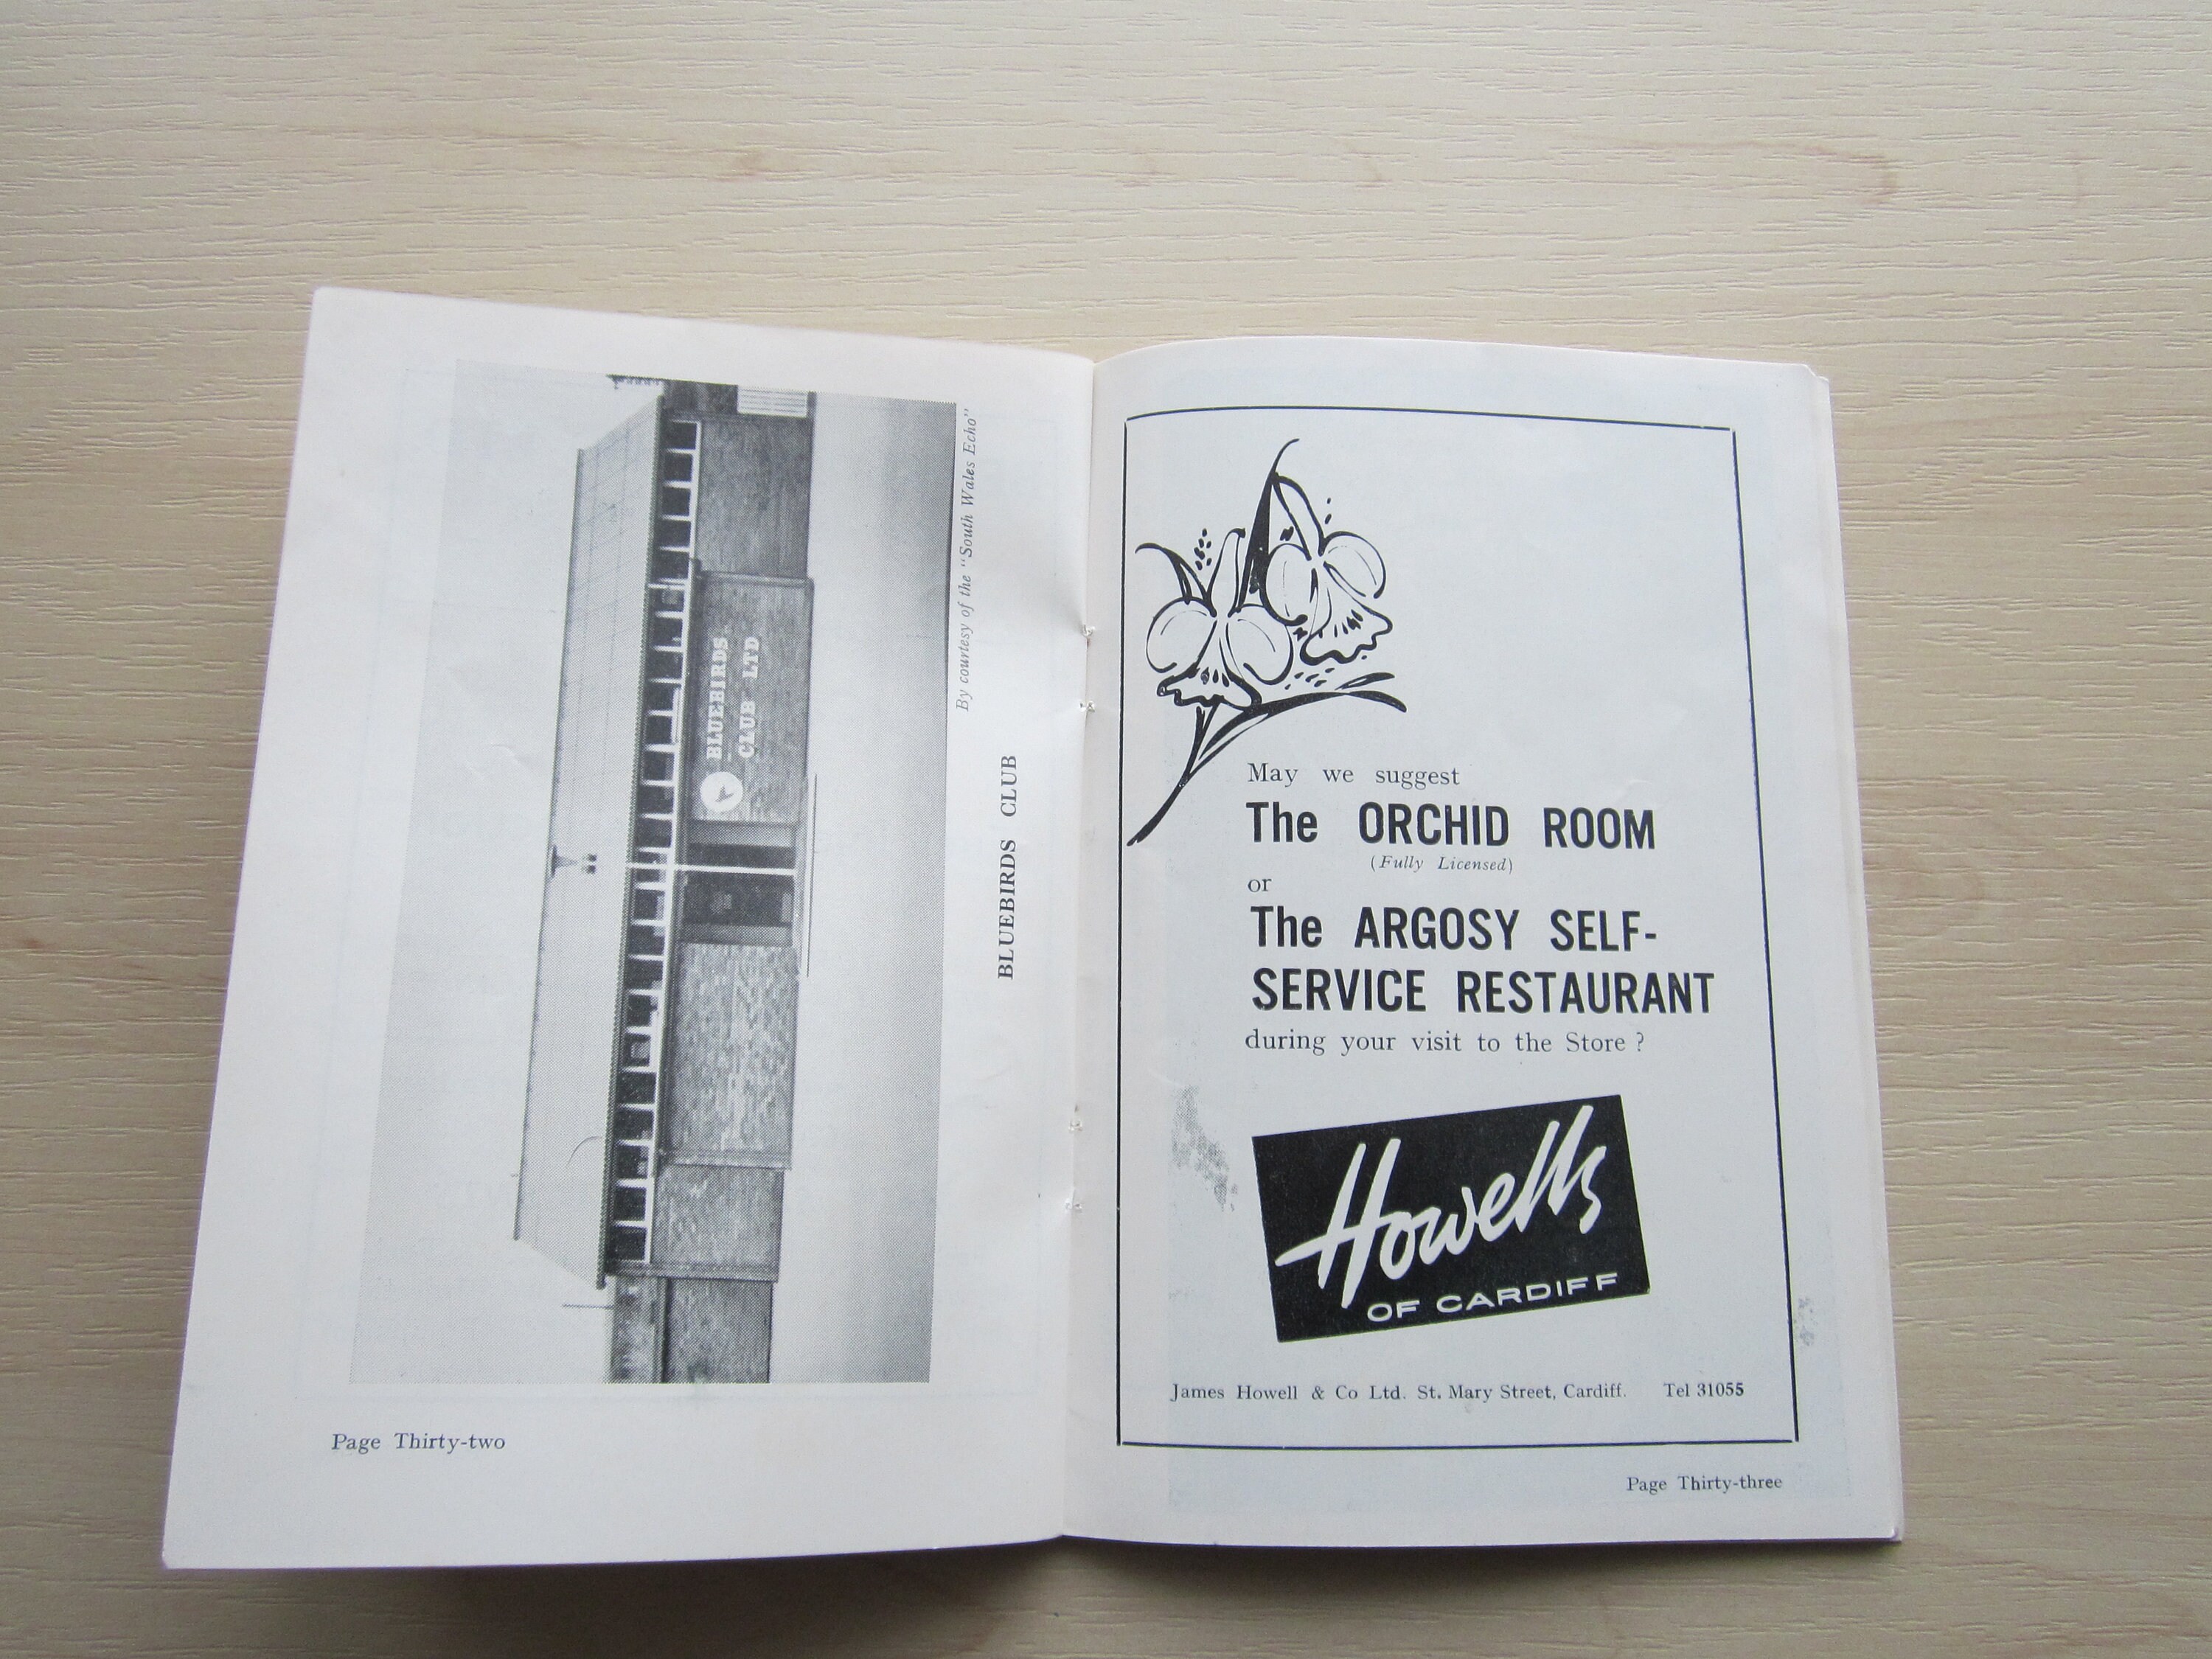 BLUEBIRDS
CLUB LTD
By courtesy of the "South Wales Echo"
BLUEBIRDS CLUB
Page Thirty-two
May we suggest
The ORCHID ROOM
(Fully Licensed)
or
The ARGOSY SELF-
SERVICE RESTAURANT
during your visit to the Store ?
Howells
OF CARDIFF
James Howell & Co Ltd. St. Mary Street, Cardiff. Tel 31055
Page Thirty-three